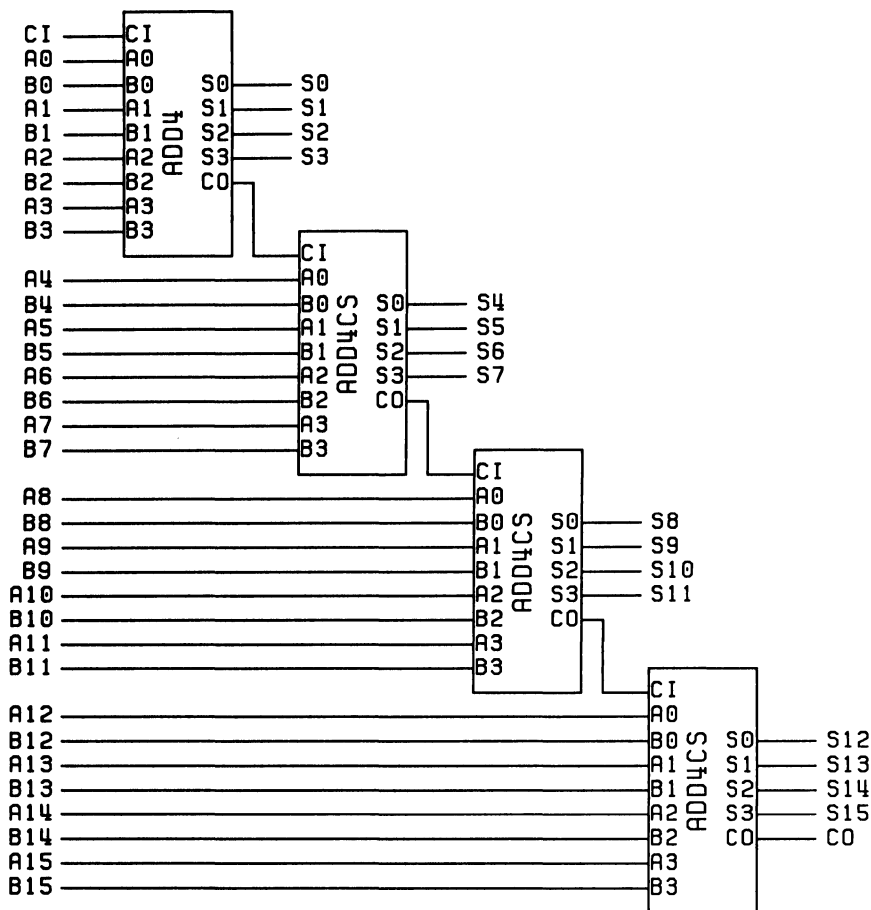 CI CI
A0 A0
B0 B0 S0 S0
A1 A1 S1 S1
B1 B1 S2 S2
A2 A2 S3 S3
B2 B2 CO
A3 A3
B3 B3
ADD4
CI
A4 A0
B4 B0 S0 S4
A5 A1 S1 S5
B5 B1 S2 S6
A6 A2 S3 S7
B6 B2 CO
A7 A3
B7 B3
ADD4CS
CI
A8 A0
B8 B0 S0 S8
A9 A1 S1 S9
B9 B1 S2 S10
A10 A2 S3 S11
B10 B2 CO
A11 A3
B11 B3
ADD4CS
CI
A12 A0
B12 B0 S0 S12
A13 A1 S1 S13
B13 B1 S2 S14
A14 A2 S3 S15
B14 B2 CO CO
A15 A3
B15 B3
ADD4CS